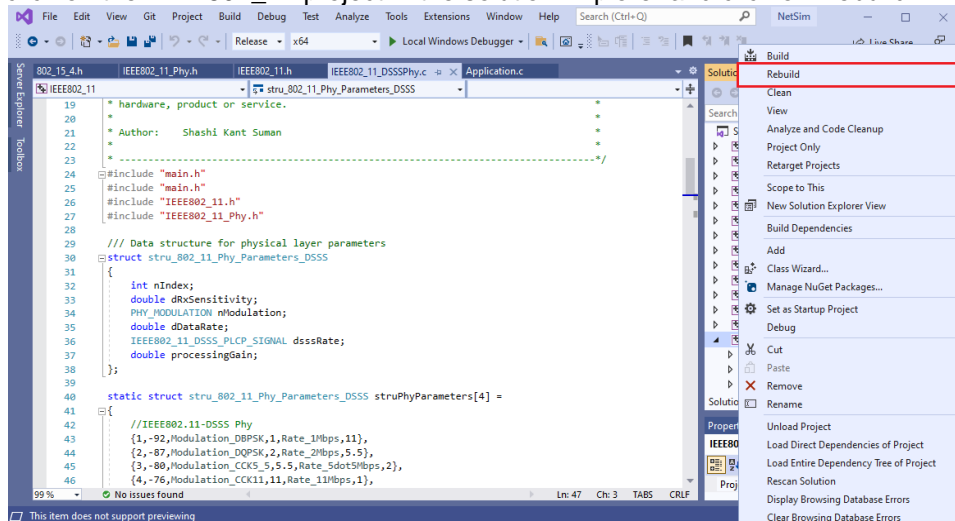 File Edit View Git Project Build Debug Test Analyze Tools Extensions Window Help Search (Ctrl+Q) NetSim
Release x64 Local Windows Debugger Live Share
802_15_4.h IEEE802_11_Phy.h IEEE802_11.h IEEE802_11_DSSSPhy.c Application.c
IEEE802_11 stru_802_11_Phy_Parameters_DSSS
Server Explorer
Toolbox
19 * hardware, product or service. *
20 * *
21 * Author: Shashi Kant Suman *
22 * *
23 * ---------------------------------------------------------------------*/
24 #include "main.h"
25 #include "main.h"
26 #include "IEEE802_11.h"
27 #include "IEEE802_11_Phy.h"
28
29 /// Data structure for physical layer parameters
30 struct stru_802_11_Phy_Parameters_DSSS
31 {
32 int nIndex;
33 double dRxSensitivity;
34 PHY_MODULATION nModulation;
35 double dDataRate;
36 IEEE802_11_DSSS_PLCP_SIGNAL dsssRate;
37 double processingGain;
38 };
39
40 static struct stru_802_11_Phy_Parameters_DSSS struPhyParameters[4] =
41 {
42 //IEEE802.11-DSSS Phy
43 {1,-92,Modulation_DBPSK,1,Rate_1Mbps,11},
44 {2,-87,Modulation_DQPSK,2,Rate_2Mbps,5.5},
45 {3,-80,Modulation_CCK5_5,5.5,Rate_5dot5Mbps,2},
46 {4,-76,Modulation_CCK11,11,Rate_11Mbps,1},
99 % No issues found Ln: 47 Ch: 3 TABS CRLF
This item does not support previewing
Solutio
Search
S
Solutio
Proper
IEEE80
Proj
Build
Rebuild
Clean
View
Analyze and Code Cleanup
Project Only
Retarget Projects
Scope to This
New Solution Explorer View
Build Dependencies
Add
Class Wizard...
Manage NuGet Packages...
Set as Startup Project
Debug
Cut
Paste
Remove
Rename
Unload Project
Load Direct Dependencies of Project
Load Entire Dependency Tree of Project
Rescan Solution
Display Browsing Database Errors
Clear Browsing Database Errors